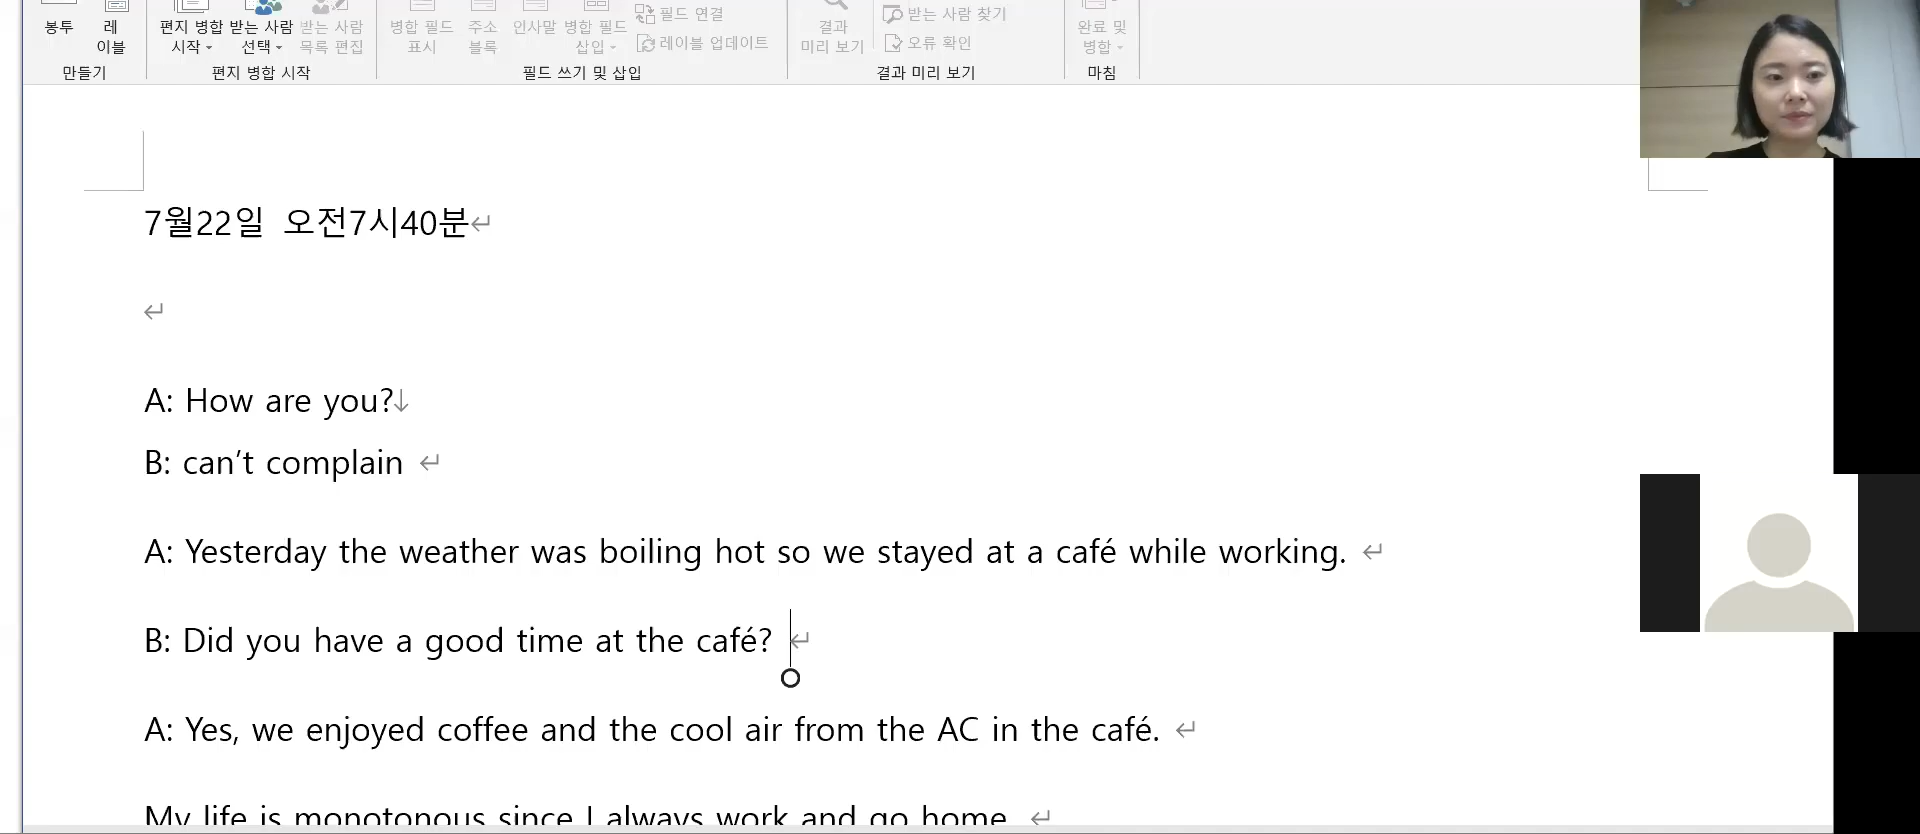 봉투
레
이블
편지 병합
시작
받는 사람
선택
받는 사람
목록 편집
병합 필드
표시
주소
블록
인사말
병합 필드
삽입
필드 연결
레이블 업데이트
결과
미리 보기
받는 사람 찾기
오류 확인
완료 및
병합
만들기
편지 병합 시작
필드 쓰기 및 삽입
결과 미리 보기
마침
7월22일 오전7시40분
A: How are you?
B: can’t complain
A: Yesterday the weather was boiling hot so we stayed at a café while working.
B: Did you have a good time at the café?
A: Yes, we enjoyed coffee and the cool air from the AC in the café.
My life is monotonous since I always work and go home.